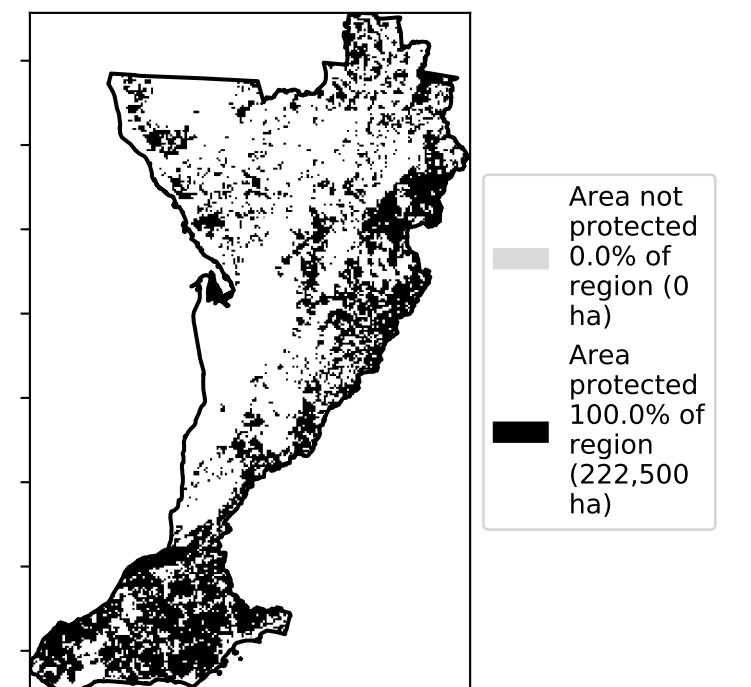 Area not
protected
0.0% of
region (0
ha)
Area
protected
100.0% of
region
(222,500
ha)